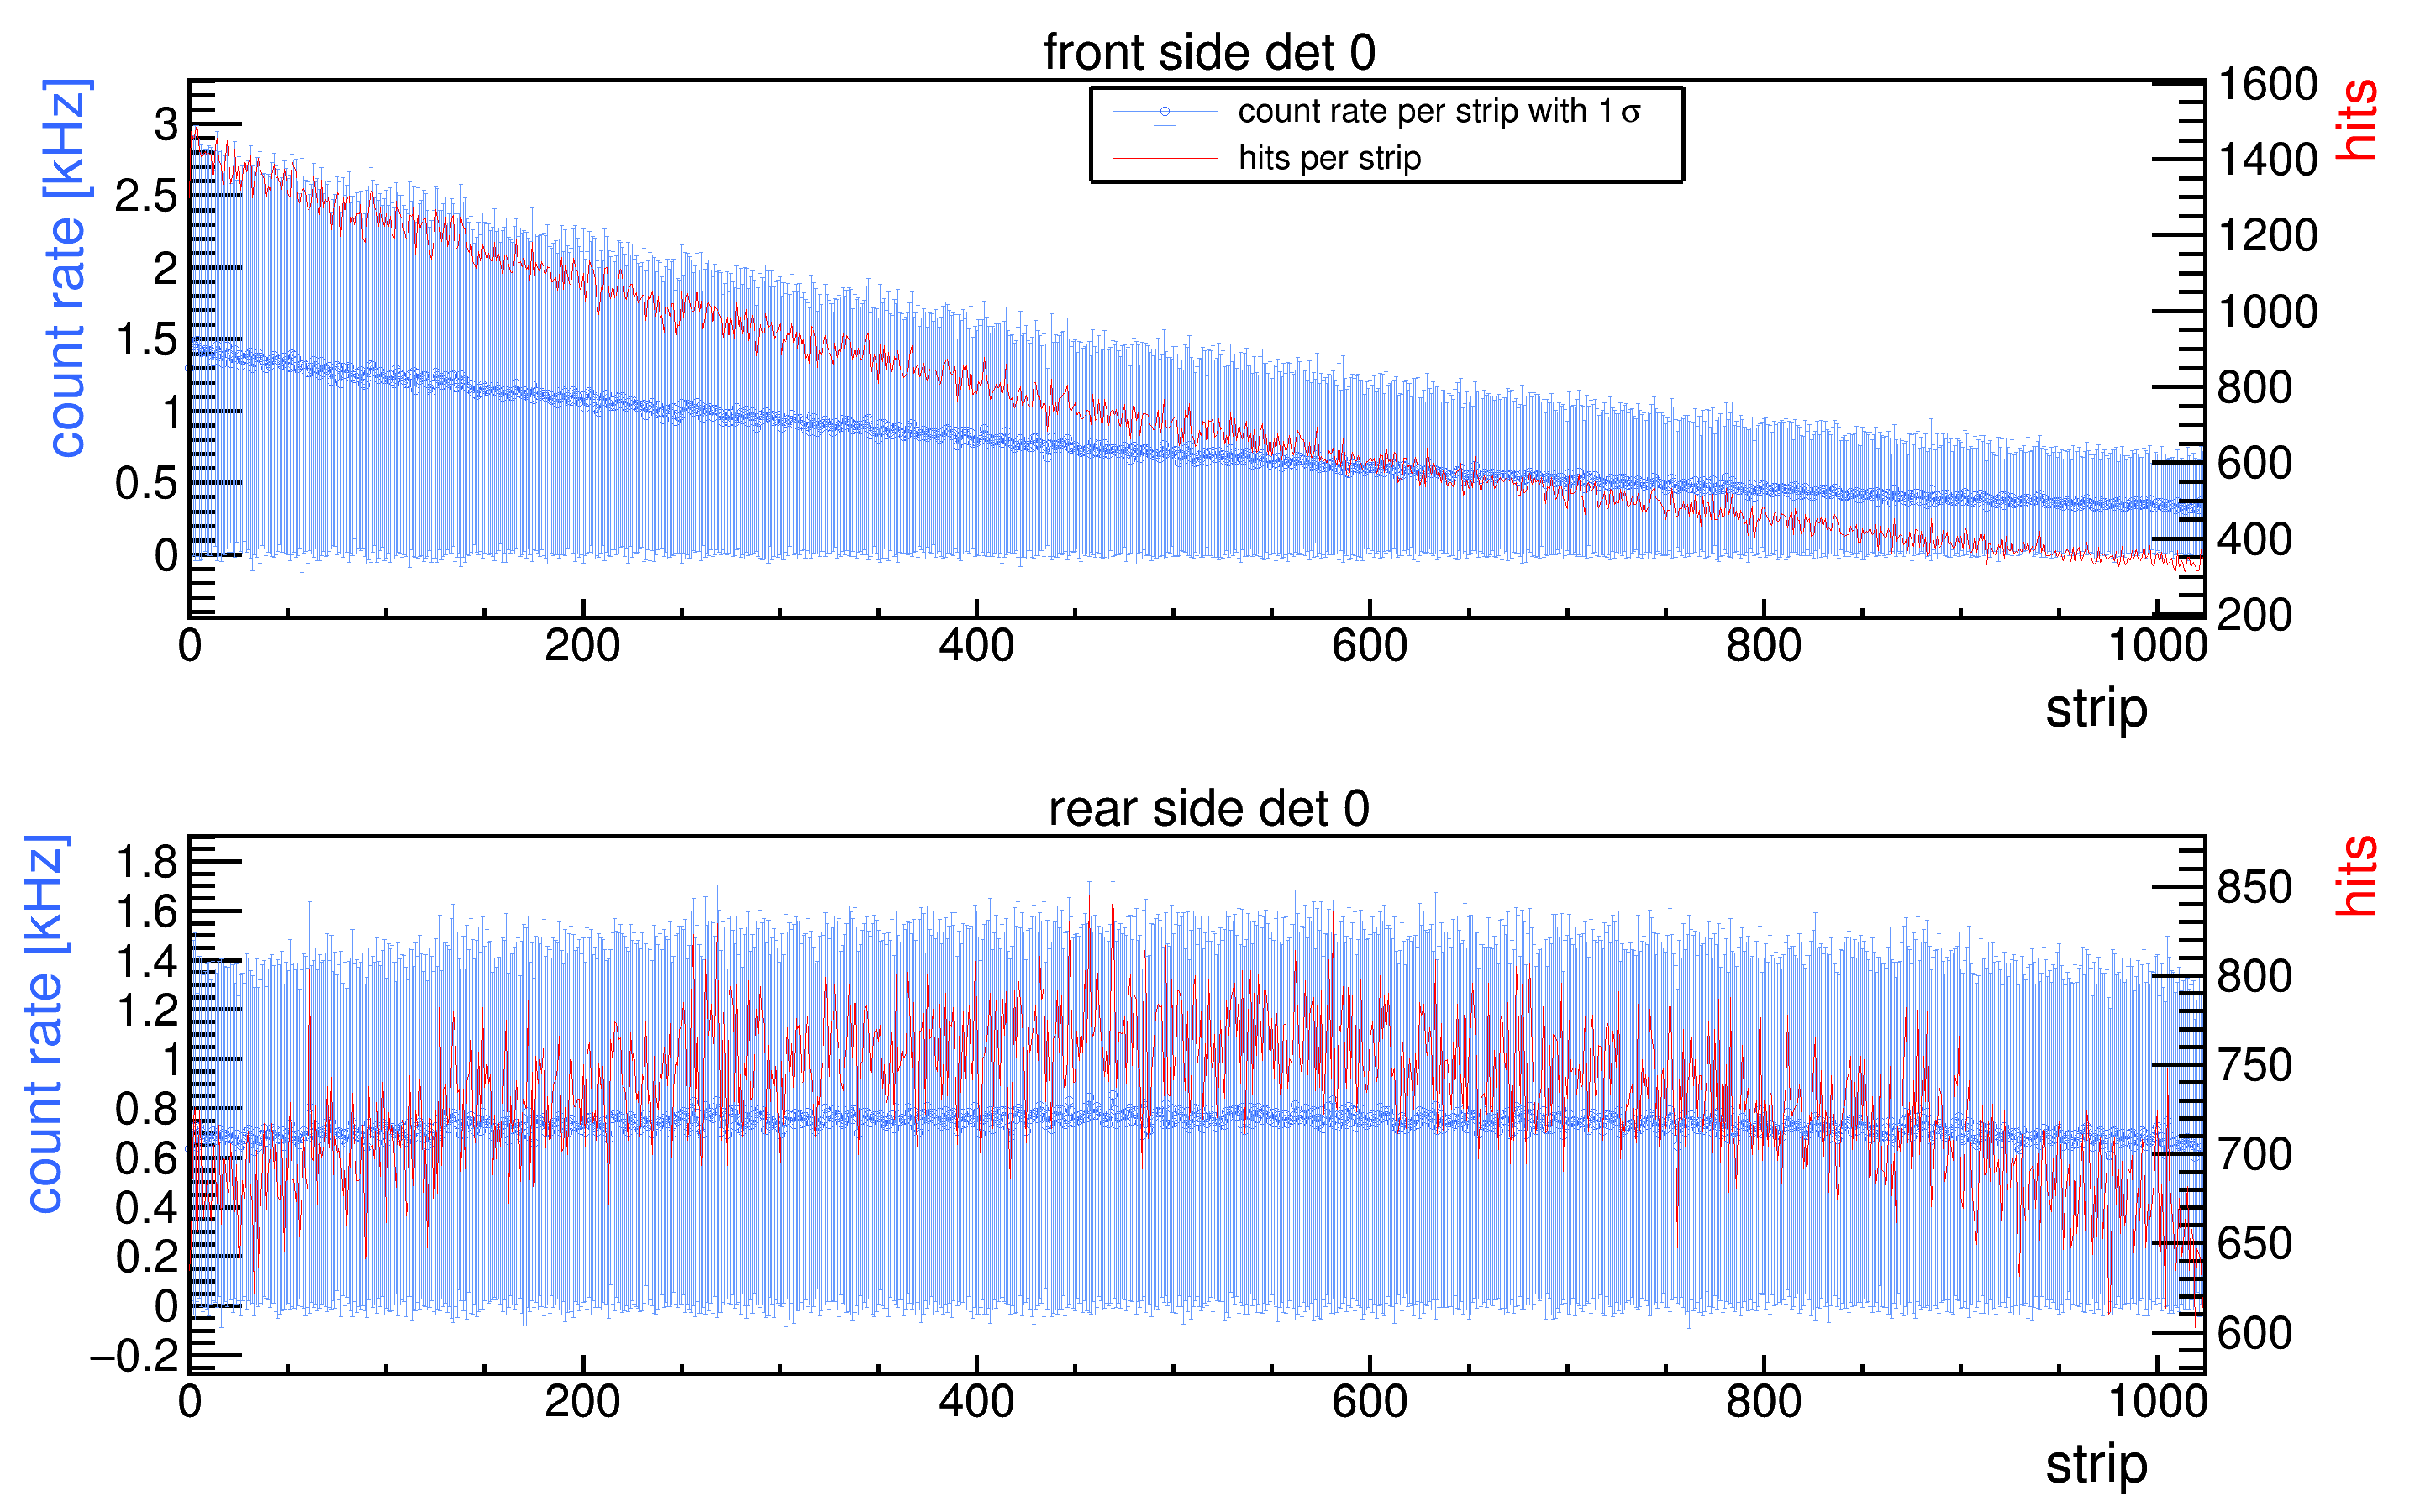 front side det 0
count rate [kHz]
hits
count rate per strip with 1 σ
hits per strip
3
2.5
2
1.5
1
0.5
0
1600
1400
1200
1000
800
600
400
200
0 200 400 600 800 1000
strip
rear side det 0
count rate [kHz]
hits
1.8
1.6
1.4
1.2
1
0.8
0.6
0.4
0.2
0
−0.2
850
800
750
700
650
600
0 200 400 600 800 1000
strip